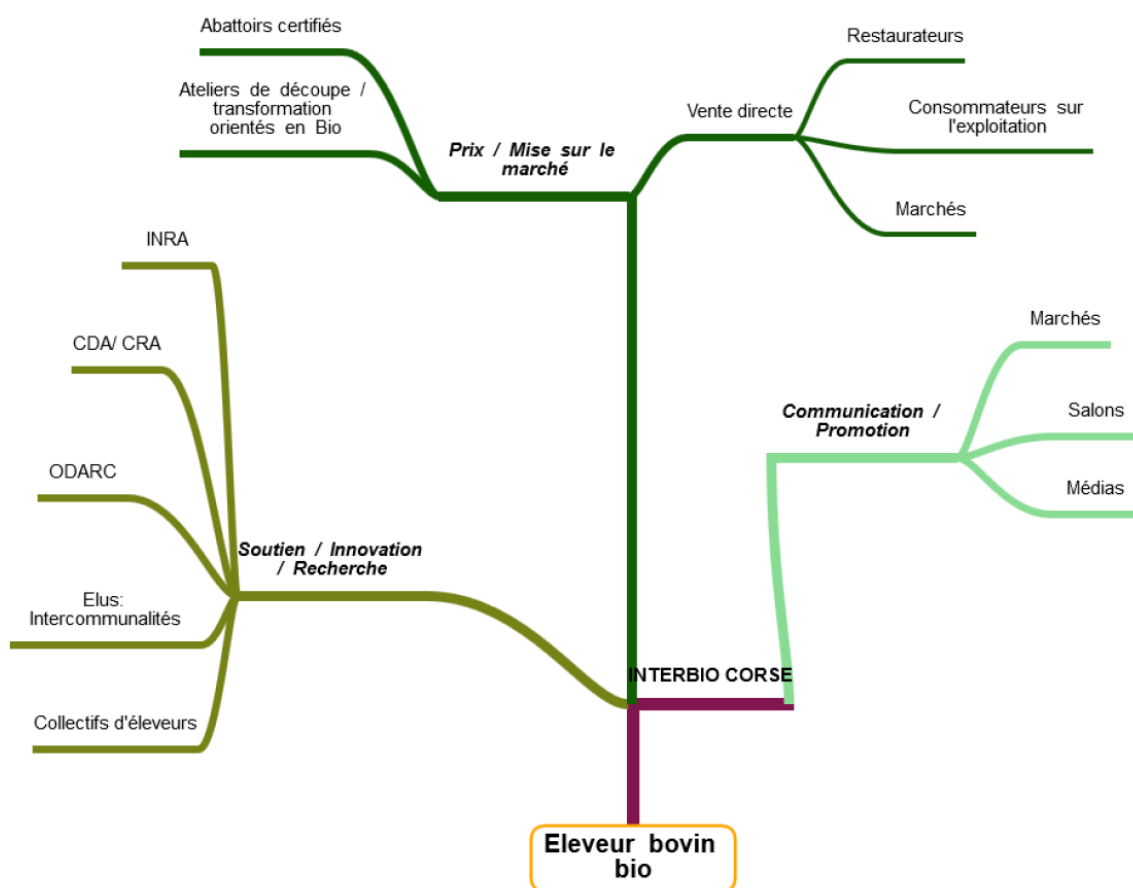 Abattoirs certifiés
Ateliers de découpe /
transformation
orientés en Bio
Prix / Mise sur le
marché
Vente directe
Restaurateurs
Consommateurs sur
l'exploitation
Marchés
INRA
CDA/ CRA
ODARC
Elus:
Intercommunalités
Collectifs d'éleveurs
Soutien / Innovation
/ Recherche
Communication /
Promotion
Marchés
Salons
Médias
INTERBIO CORSE
Eleveur bovin
bio